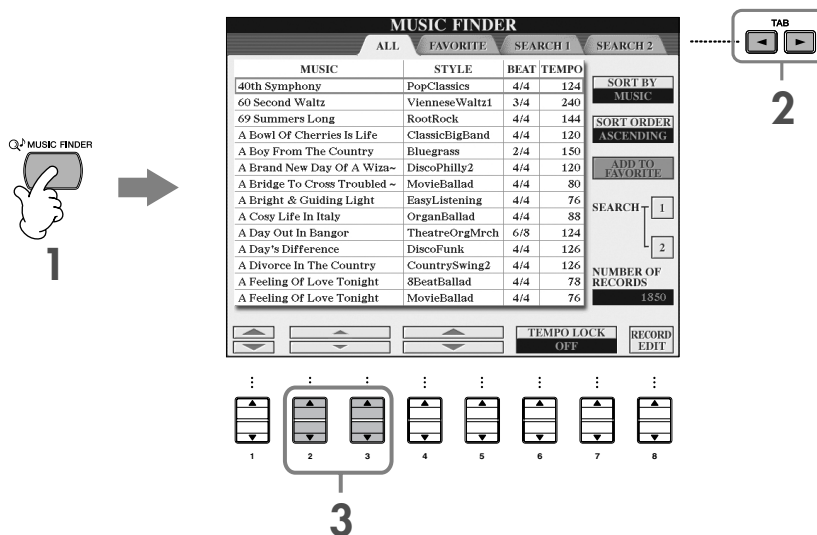 MUSIC FINDER
ALL FAVORITE SEARCH 1 SEARCH 2
TAB
2
MUSIC STYLE BEAT TEMPO
40th Symphony PopClassics 4/4 124
60 Second Waltz VienneseWaltz1 3/4 240
69 Summers Long RootRock 4/4 144
A Bowl Of Cherries Is Life ClassicBigBand 4/4 120
A Boy From The Country Bluegrass 2/4 150
A Brand New Day Of A Wiza~ DiscoPhilly2 4/4 120
A Bridge To Cross Troubled ~ MovieBallad 4/4 80
A Bright & Guiding Light EasyListening 4/4 76
A Cosy Life In Italy OrganBallad 4/4 88
A Day Out In Bangor TheatreOrgMrch 6/8 124
A Day's Difference DiscoFunk 4/4 126
A Divorce In The Country CountrySwing2 4/4 126
A Feeling Of Love Tonight 8BeatBallad 4/4 78
A Feeling Of Love Tonight MovieBallad 4/4 76
SORT BY
MUSIC
SORT ORDER
ASCENDING
ADD TO
FAVORITE
SEARCH 1
2
NUMBER OF
RECORDS
1850
MUSIC FINDER
1
TEMPO LOCK
OFF
RECORD
EDIT
1 2 3 4 5 6 7 8
3